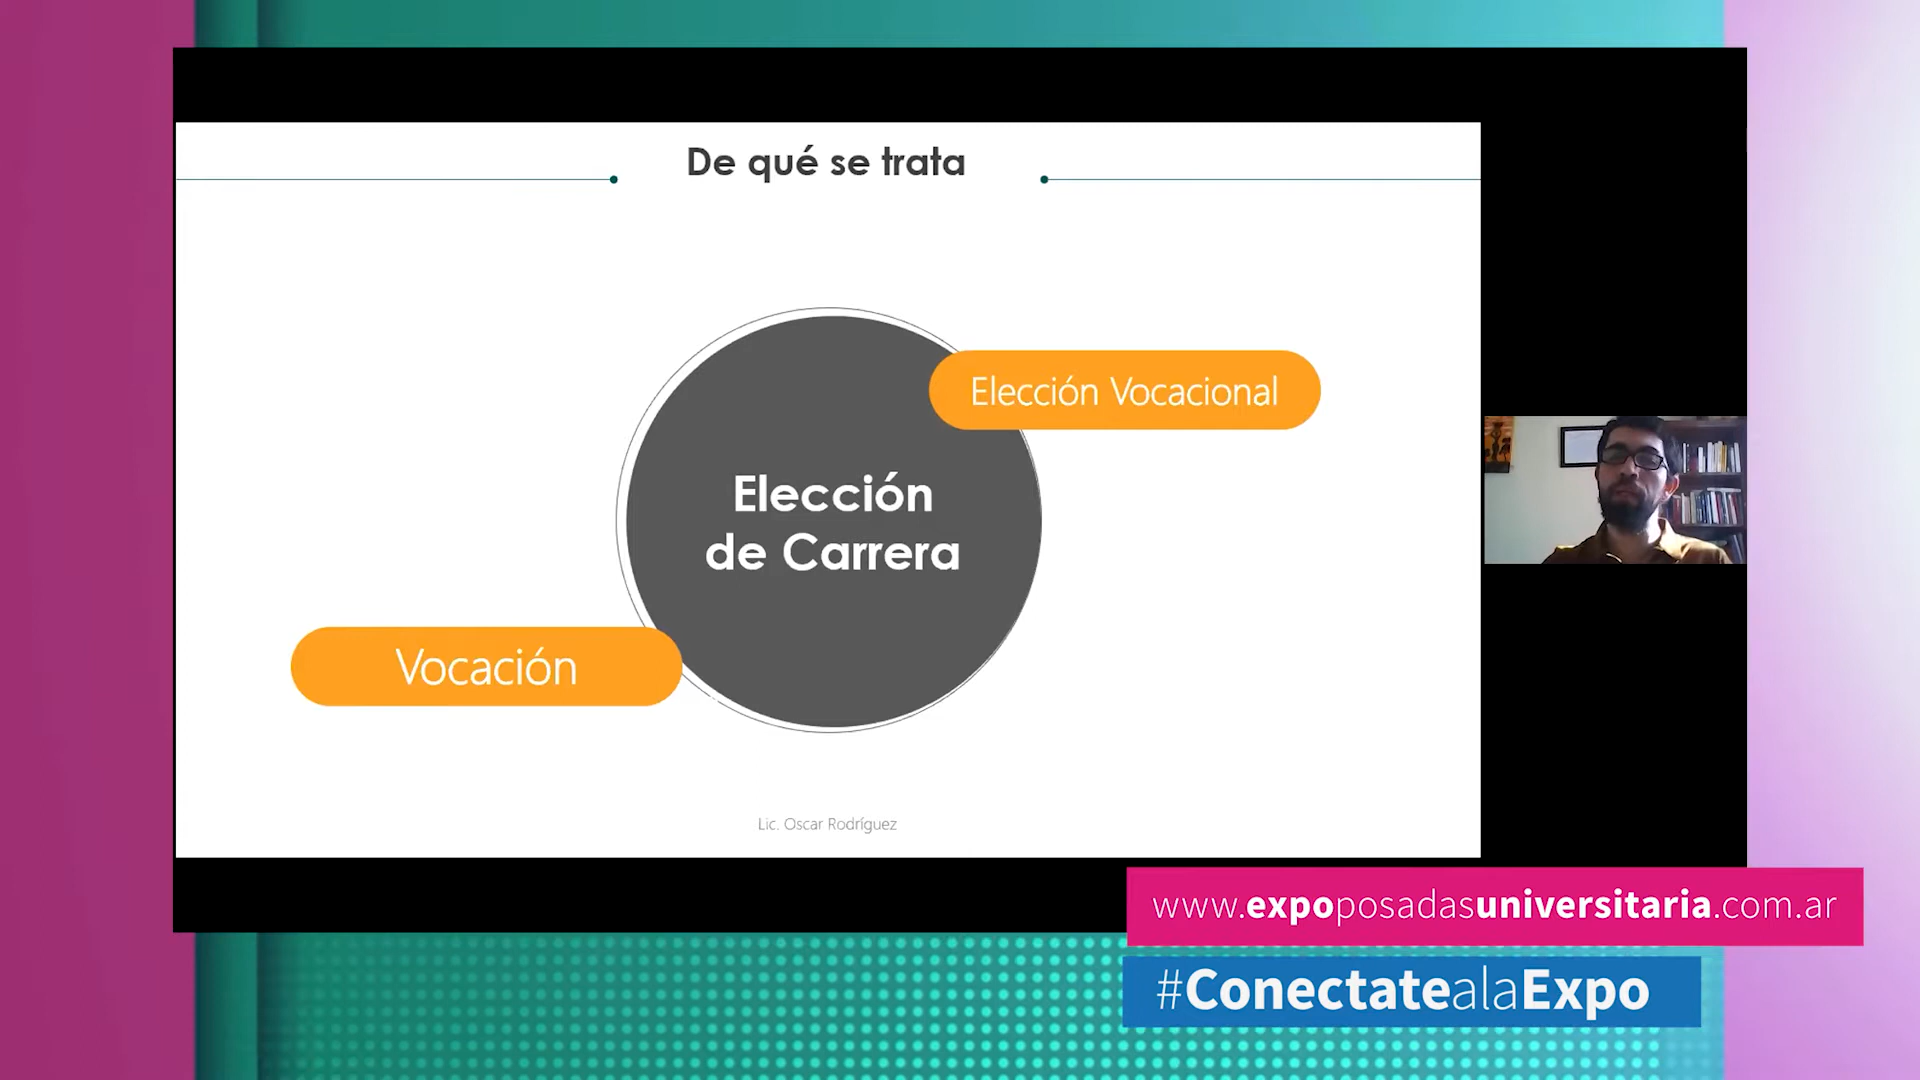 De qué se trata
Elección Vocacional
Elección
de Carrera
Vocación
Lic. Oscar Rodríguez
www.expoposadasuniversitaria.com.ar
#ConectatealaExpo